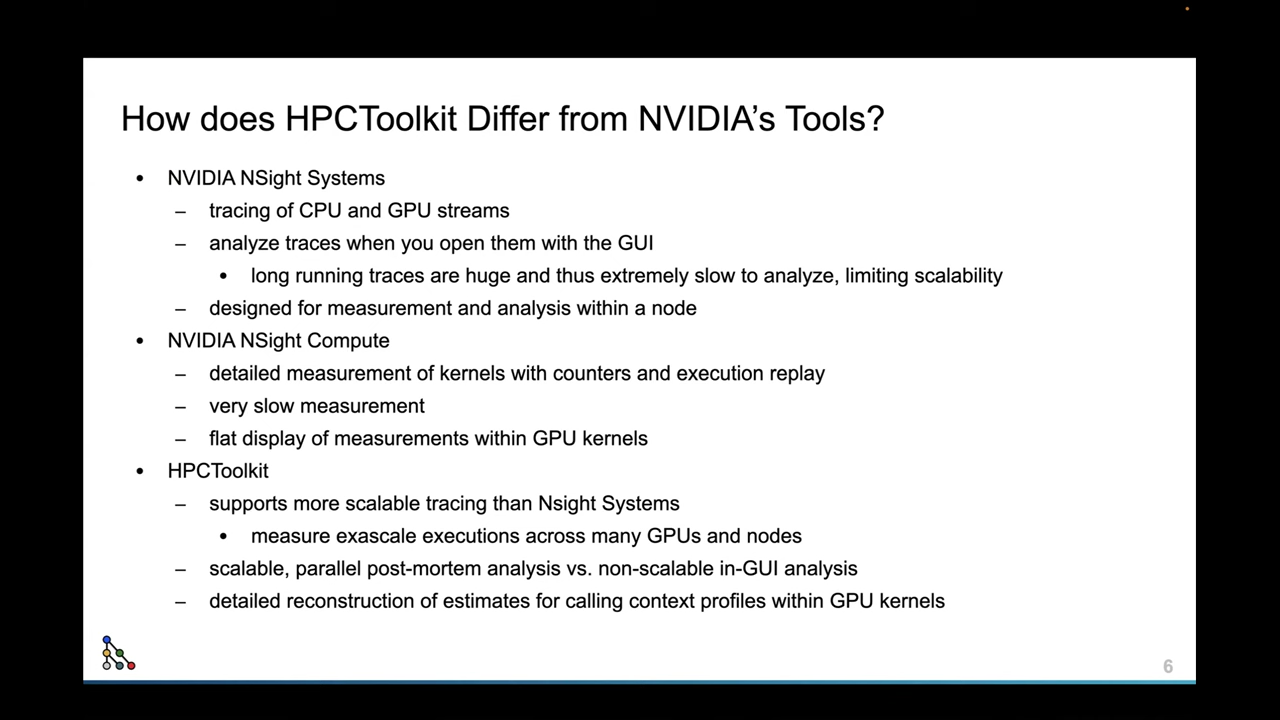 How does HPCToolkit Differ from NVIDIA's Tools?
• NVIDIA NSight Systems
– tracing of CPU and GPU streams
– analyze traces when you open them with the GUI
• long running traces are huge and thus extremely slow to analyze, limiting scalability
– designed for measurement and analysis within a node
• NVIDIA NSight Compute
– detailed measurement of kernels with counters and execution replay
– very slow measurement
– flat display of measurements within GPU kernels
• HPCToolkit
– supports more scalable tracing than Nsight Systems
• measure exascale executions across many GPUs and nodes
– scalable, parallel post-mortem analysis vs. non-scalable in-GUI analysis
– detailed reconstruction of estimates for calling context profiles within GPU kernels
6